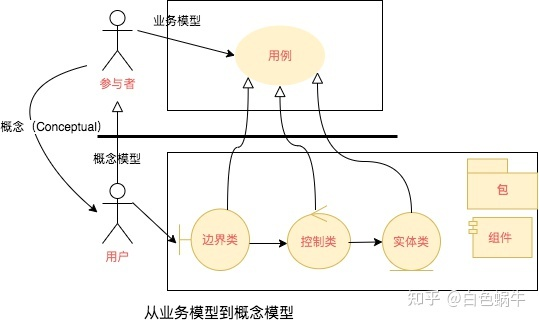 业务模型
用例
参与者
概念（Conceptual)
概念模型
包
边界类
控制类
实体类
组件
用户
从业务模型到概念模型
知乎 @白色蜗牛